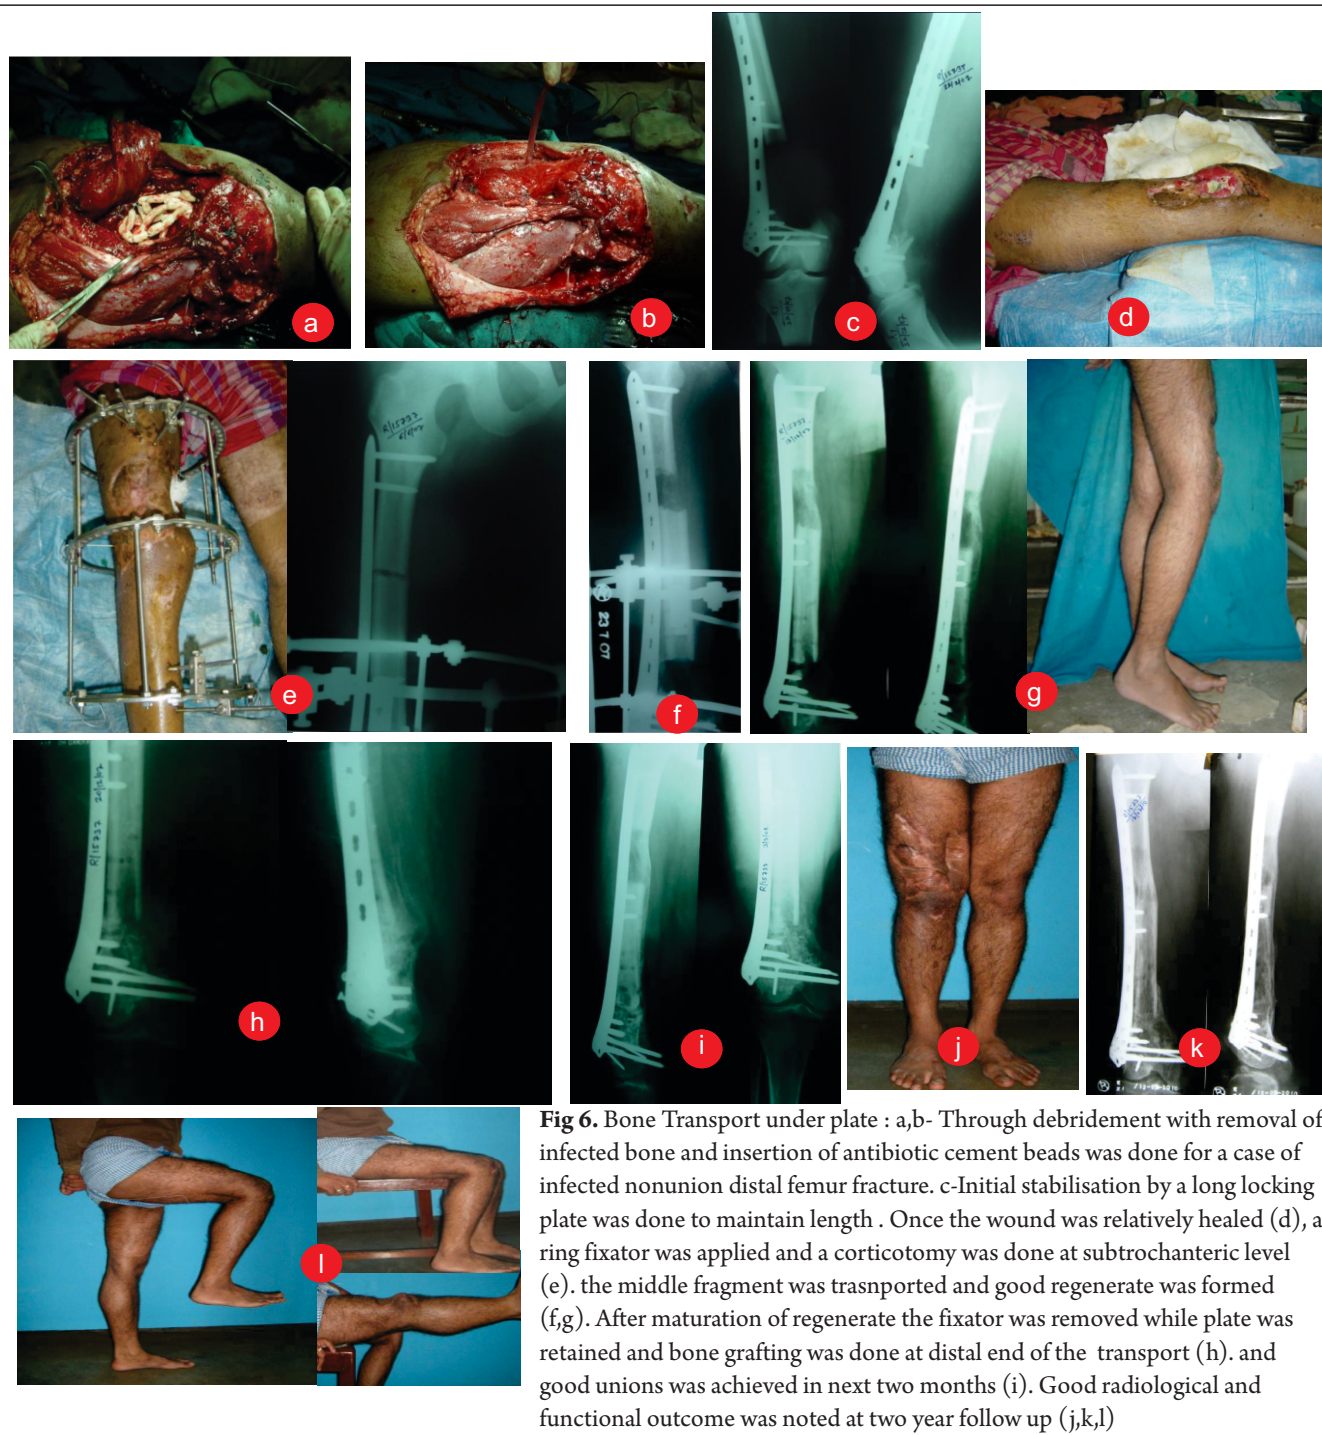 a
b
c
d
e
f
g
23 7 07
h
i
j
k
l
Fig 6. Bone Transport under plate : a,b- Through debridement with removal of
infected bone and insertion of antibiotic cement beads was done for a case of
infected nonunion distal femur fracture. c-Initial stabilisation by a long locking
plate was done to maintain length . Once the wound was relatively healed (d), a
ring fixator was applied and a corticotomy was done at subtrochanteric level
(e). the middle fragment was trasnported and good regenerate was formed
(f,g). After maturation of regenerate the fixator was removed while plate was
retained and bone grafting was done at distal end of the transport (h). and
good unions was achieved in next two months (i). Good radiological and
functional outcome was noted at two year follow up (j,k,l)